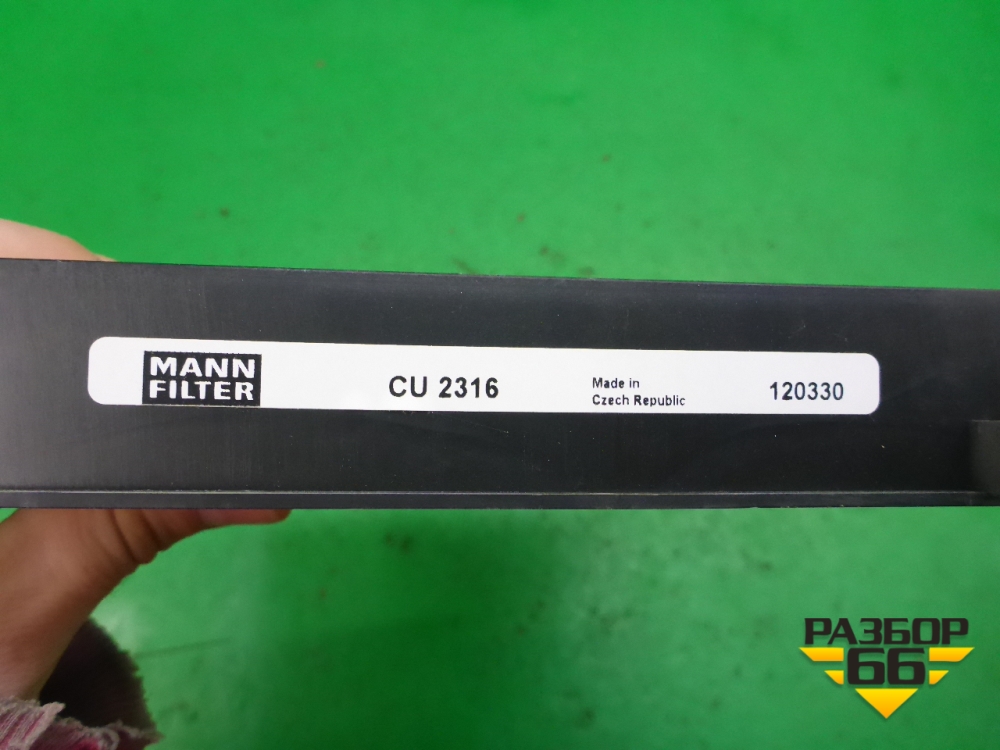 MANN
FILTER
CU 2316
Made in
Czech Republic
120330
РАЗБОР
66